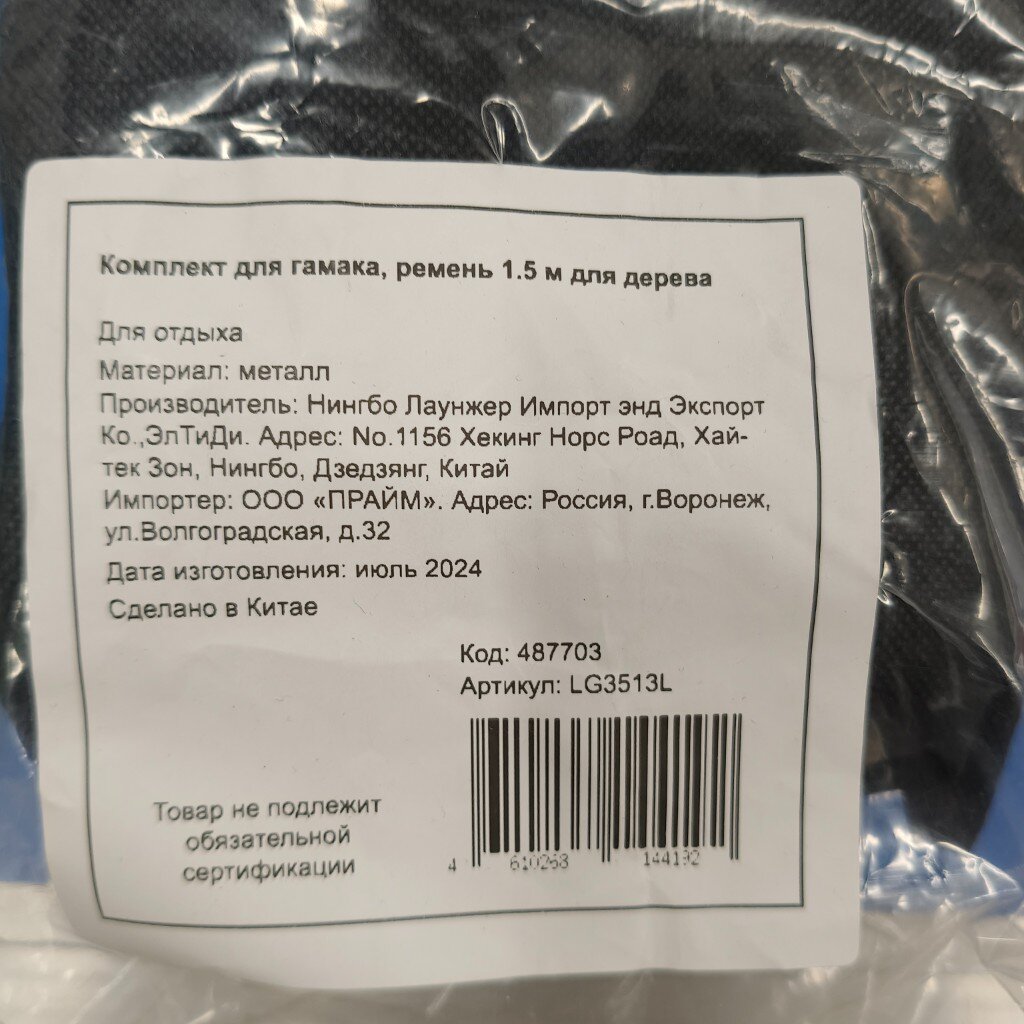 Комплект для гамака, ремень 1.5 м для дерева
Для отдыха
Материал: металл
Производитель: Нингбо Лаунжер Импорт энд Экспорт
Ко.,ЭлТиДи. Адрес: No.1156 Хекинг Норс Роад, Хай-
тек Зон, Нингбо, Дзедзянг, Китай
Импортер: ООО «ПРАЙМ». Адрес: Россия, г.Воронеж,
ул.Волгоградская, д.32
Дата изготовления: июль 2024
Сделано в Китае
Код: 487703
Артикул: LG3513L
Товар не подлежит
обязательной
сертификации
4 610268 144192